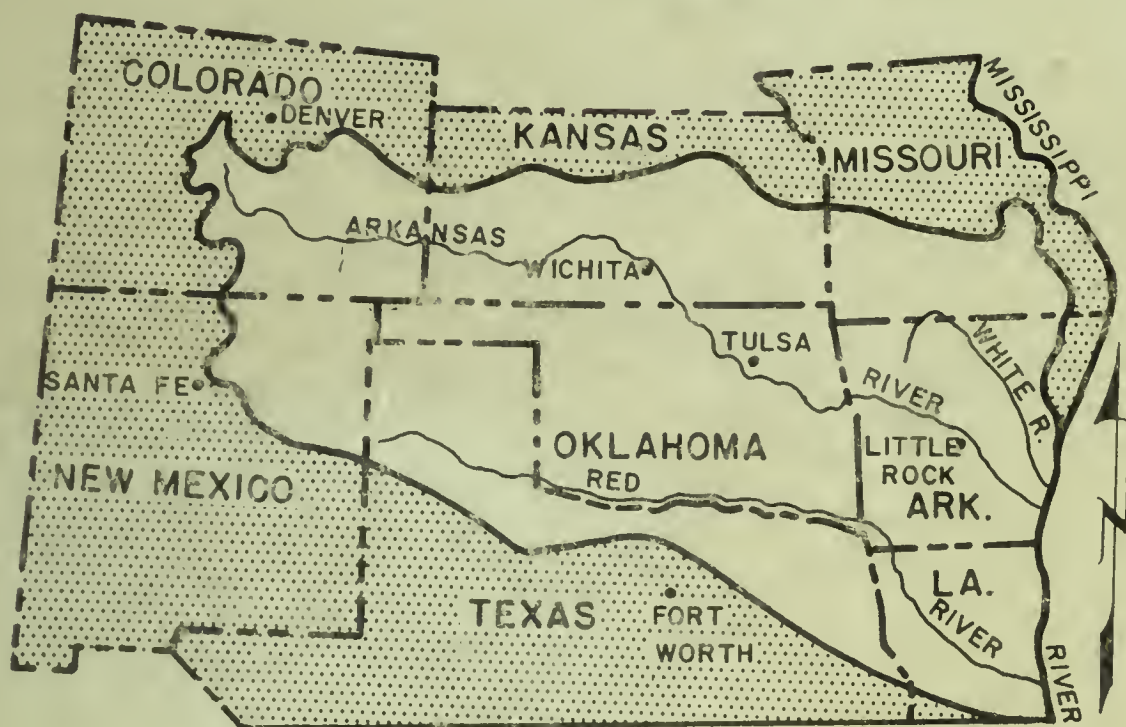 COLORADO
DENVER
KANSAS
MISSOURI
MISSISSIPPI
ARKANSAS
WICHITA
TULSA
RIVER
WHITE R.
SANTA FE
OKLAHOMA
LITTLE
ROCK
ARK.
RED
NEW MEXICO
TEXAS
FORT
WORTH
LA.
RIVER
RIVER